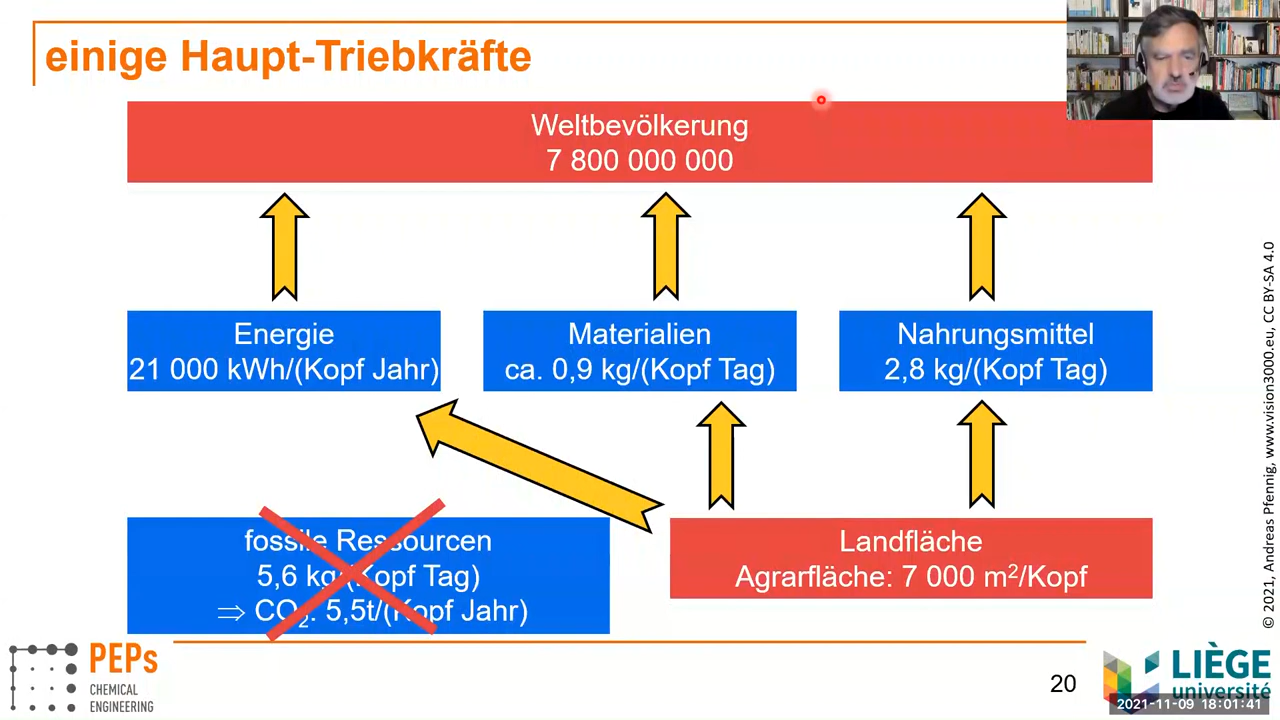 einige Haupt-Triebkräfte
Weltbevölkerung
7 800 000 000
Energie
21 000 kWh/(Kopf Jahr)
Materialien
ca. 0,9 kg/(Kopf Tag)
Nahrungsmittel
2,8 kg/(Kopf Tag)
fossile Ressourcen
5,6 kg/(Kopf Tag)
⇒ CO₂: 5,5t/(Kopf Jahr)
Landfläche
Agrarfläche: 7 000 m²/Kopf
© 2021, Andreas Pfennig, www.vision3000.eu, CC BY-SA 4.0
PEPs
CHEMICAL
ENGINEERING
20
LIÈGE
université
2021-11-09 18:01:41